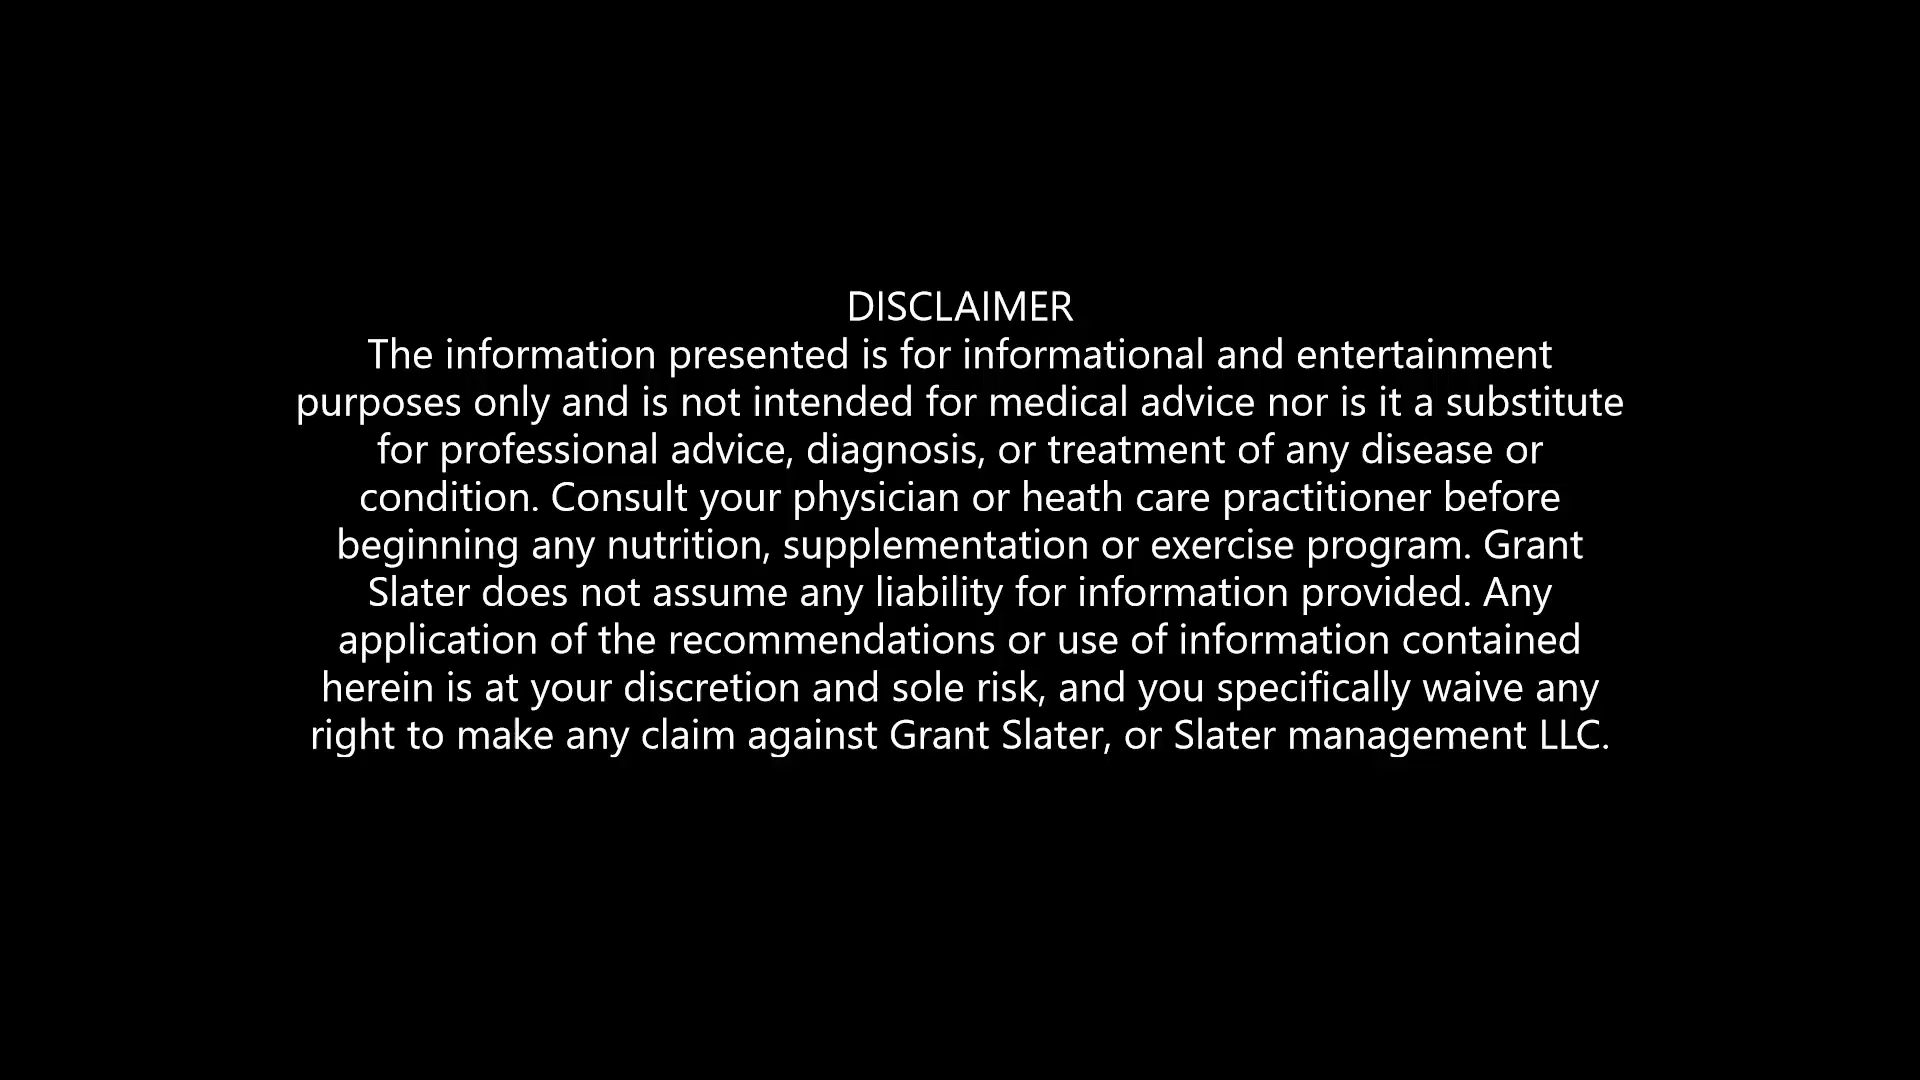 DISCLAIMER
The information presented is for informational and entertainment
purposes only and is not intended for medical advice nor is it a substitute
for professional advice, diagnosis, or treatment of any disease or
condition. Consult your physician or heath care practitioner before
beginning any nutrition, supplementation or exercise program. Grant
Slater does not assume any liability for information provided. Any
application of the recommendations or use of information contained
herein is at your discretion and sole risk, and you specifically waive any
right to make any claim against Grant Slater, or Slater management LLC.